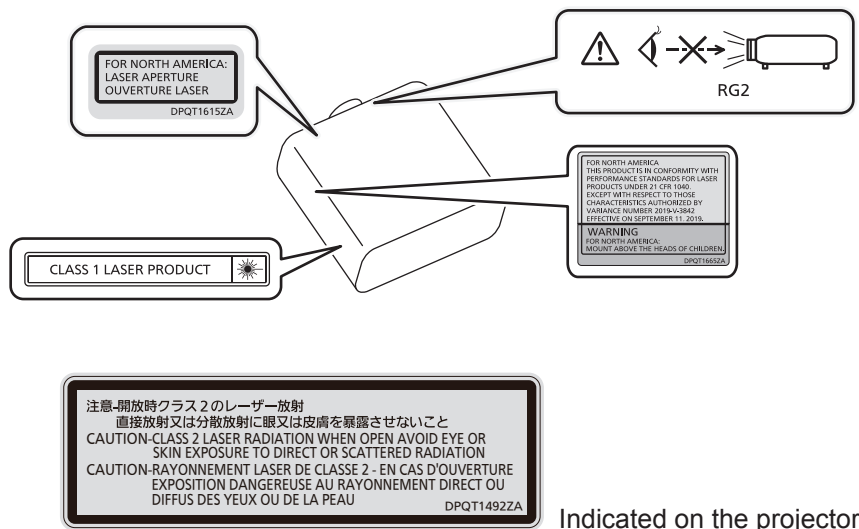 FOR NORTH AMERICA:
LASER APERTURE
OUVERTURE LASER
DPQT1615ZA
RG2
FOR NORTH AMERICA
THIS PRODUCT IS IN CONFORMITY WITH
PERFORMANCE STANDARDS FOR LASER
PRODUCTS UNDER 21 CFR 1040.
EXCEPT WITH RESPECT TO THOSE
CHARACTERISTICS AUTHORIZED BY
VARIANCE NUMBER 2019-V-3842
EFFECTIVE ON SEPTEMBER 11. 2019.
WARNING
FOR NORTH AMERICA:
MOUNT ABOVE THE HEADS OF CHILDREN.
DPQT1665ZA
CLASS 1 LASER PRODUCT
注意-開放時クラス2のレーザー放射
直接放射又は分散放射に眼又は皮膚を暴露させないこと
CAUTION-CLASS 2 LASER RADIATION WHEN OPEN AVOID EYE OR
SKIN EXPOSURE TO DIRECT OR SCATTERED RADIATION
CAUTION-RAYONNEMENT LASER DE CLASSE 2 - EN CAS D'OUVERTURE
EXPOSITION DANGEREUSE AU RAYONNEMENT DIRECT OU
DIFFUS DES YEUX OU DE LA PEAU
DPQT1492ZA
Indicated on the projector